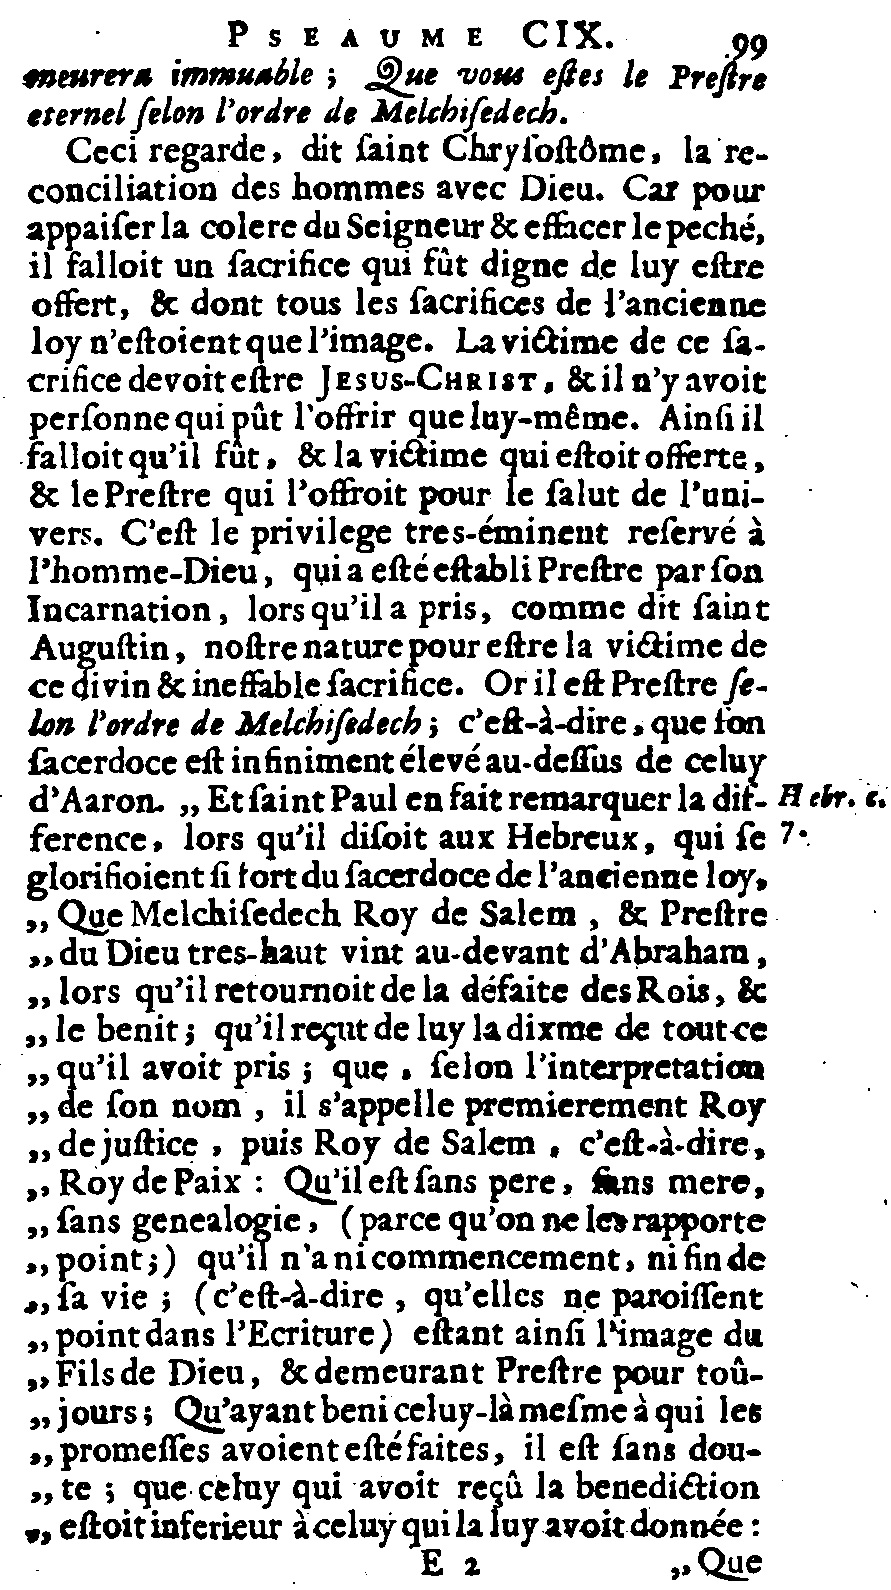 PSEAUME CIX. 99
meurera immuable ; Que vous eſtes le Preſtre
eternel ſelon l'ordre de Melchiſedech.
Ceci regarde, dit ſaint Chryſoſtôme, la re-
conciliation des hommes avec Dieu. Car pour
appaiſer la colere du Seigneur & effacer le peché,
il falloit un ſacrifice qui fût digne de luy eſtre
offert, & dont tous les ſacrifices de l'ancienne
loy n'eſtoient que l'image. La victime de ce ſa-
crifice devoit eſtre JESUS-CHRIST, & il n'y avoit
perſonne qui pût l'offrir que luy-même. Ainſi il
falloit qu'il fût, & la victime qui eſtoit offerte,
& le Preſtre qui l'offroit pour le ſalut de l'uni-
vers. C'eſt le privilege tres-éminent reſervé à
l'homme-Dieu, qui a eſté eſtabli Preſtre par ſon
Incarnation, lors qu'il a pris, comme dit ſaint
Auguſtin, noſtre nature pour eſtre la victime de
ce divin & ineffable ſacrifice. Or il eſt Preſtre ſe-
lon l'ordre de Melchiſedech ; c'eſt-à-dire, que ſon
ſacerdoce eſt infiniment élevé au-deſſus de celuy
d'Aaron. „ Et ſaint Paul en fait remarquer la dif- Hebr. c.
ference, lors qu'il diſoit aux Hebreux, qui ſe 7.
glorifioient ſi fort du ſacerdoce de l'ancienne loy,
„ Que Melchiſedech Roy de Salem, & Preſtre
„ du Dieu tres-haut vint au-devant d'Abraham,
„ lors qu'il retournoit de la défaite des Rois, &
„ le benit ; qu'il reçut de luy la dixme de tout ce
„ qu'il avoit pris ; que, ſelon l'interpretation
„ de ſon nom, il s'appelle premierement Roy
„ de juſtice, puis Roy de Salem, c'eſt-à-dire,
„ Roy de Paix : Qu'il eſt ſans pere, ſans mere,
„ ſans genealogie, (parce qu'on ne les rapporte
„ point ;) qu'il n'a ni commencement, ni fin de
„ ſa vie ; (c'eſt-à-dire, qu'elles ne paroiſſent
„ point dans l'Ecriture) eſtant ainſi l'image du
„ Fils de Dieu, & demeurant Preſtre pour toû-
„ jours ; Qu'ayant beni celuy-là meſme à qui les
„ promeſſes avoient eſté faites, il eſt ſans dou-
„ te ; que celuy qui avoit reçû la benediction
„ eſtoit inferieur à celuy qui la luy avoit donnée :
E 2 „ Que